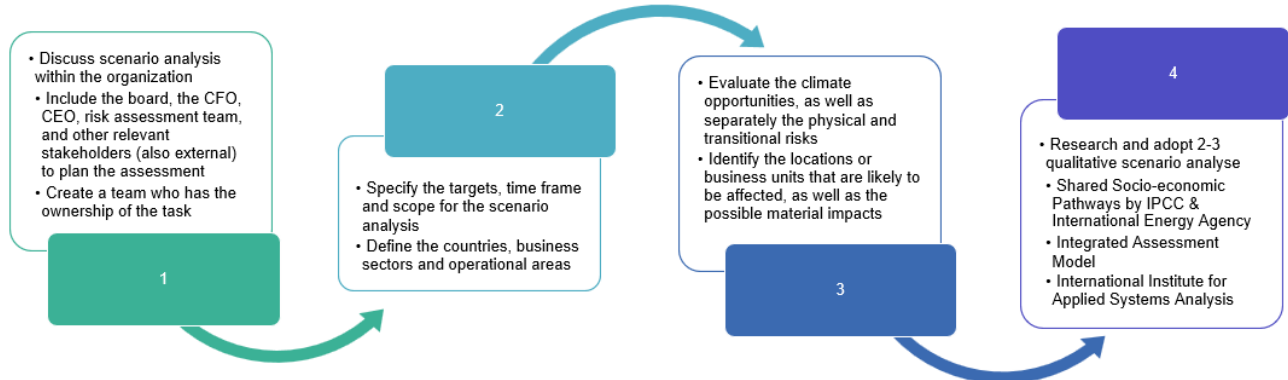 • Discuss scenario analysis
within the organization
• Include the board, the CFO,
CEO, risk assessment team,
and other relevant
stakeholders (also external)
to plan the assessment
• Create a team who has the
ownership of the task
1
2
• Specify the targets, time frame
and scope for the scenario
analysis
• Define the countries, business
sectors and operational areas
• Evaluate the climate
opportunities, as well as
separately the physical and
transitional risks
• Identify the locations or
business units that are likely to
be affected, as well as the
possible material impacts
3
4
• Research and adopt 2-3
qualitative scenario analyse
• Shared Socio-economic
Pathways by IPCC &
International Energy Agency
• Integrated Assessment
Model
• International Institute for
Applied Systems Analysis